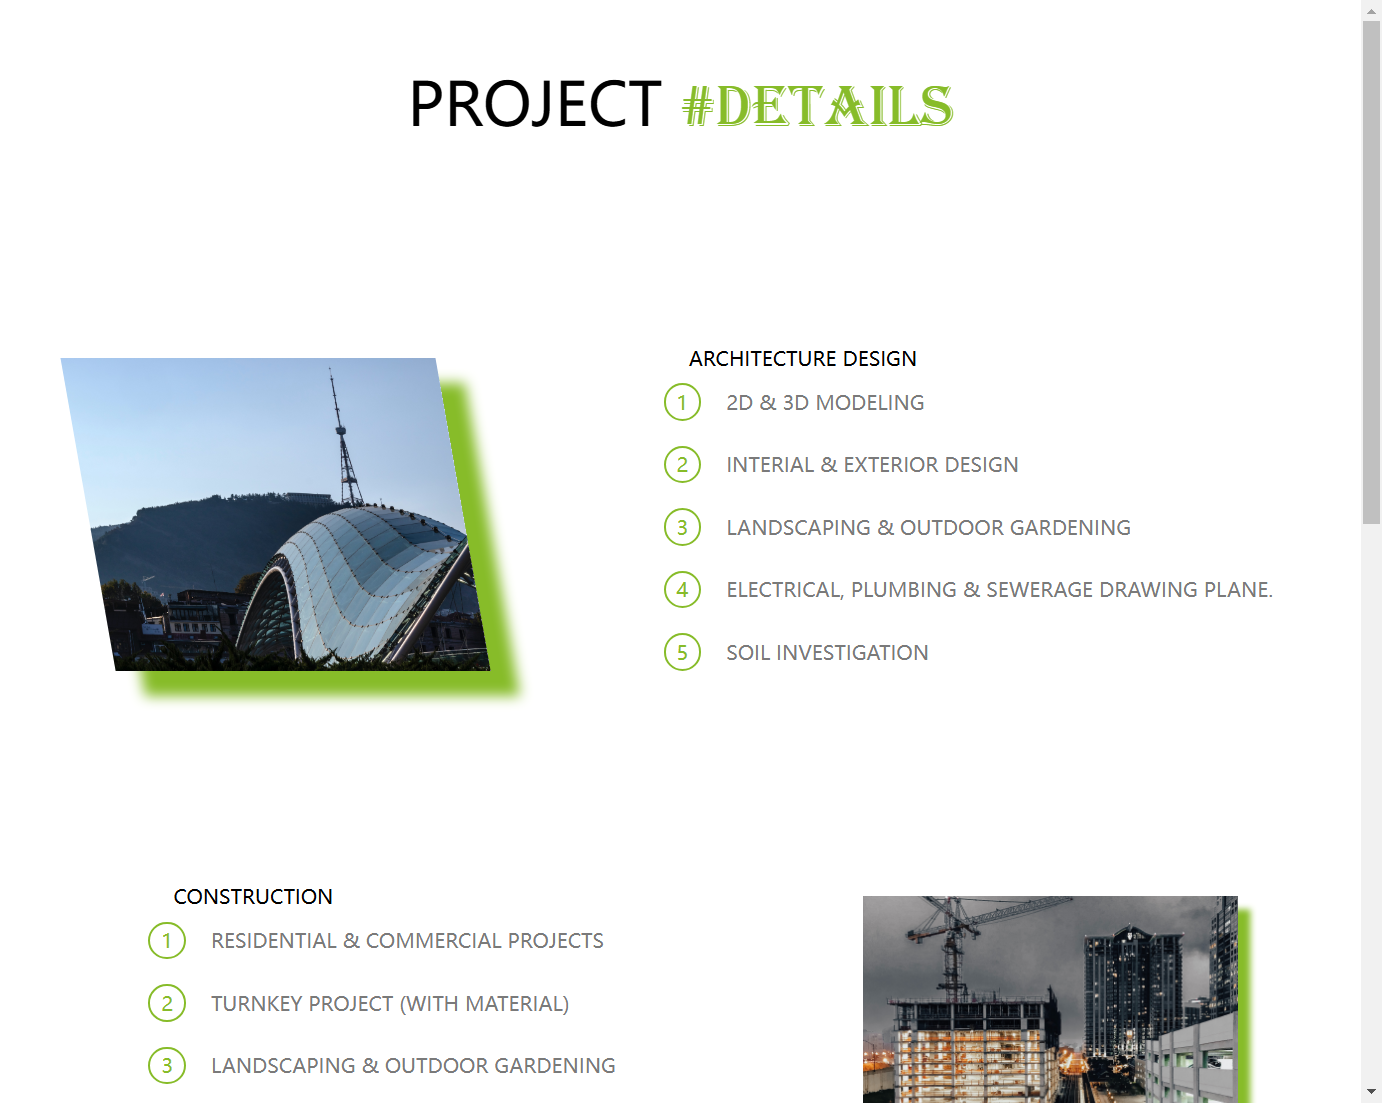 PROJECT #DETAILS
ARCHITECTURE DESIGN
1 2D & 3D MODELING
2 INTERIAL & EXTERIOR DESIGN
3 LANDSCAPING & OUTDOOR GARDENING
4 ELECTRICAL, PLUMBING & SEWERAGE DRAWING PLANE.
5 SOIL INVESTIGATION
CONSTRUCTION
1 RESIDENTIAL & COMMERCIAL PROJECTS
2 TURNKEY PROJECT (WITH MATERIAL)
3 LANDSCAPING & OUTDOOR GARDENING